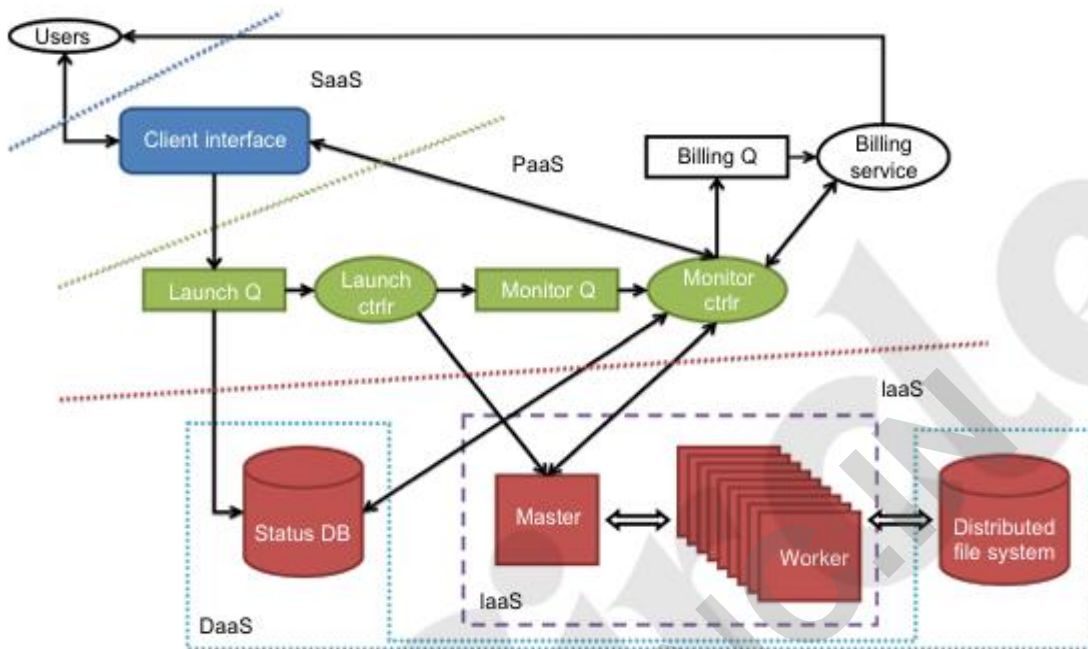 Users
SaaS
Client interface
PaaS
Billing Q
Billing
service
Launch Q
Launch
ctrlr
Monitor Q
Monitor
ctrlr
IaaS
Status DB
Master
Worker
Distributed
file system
IaaS
DaaS